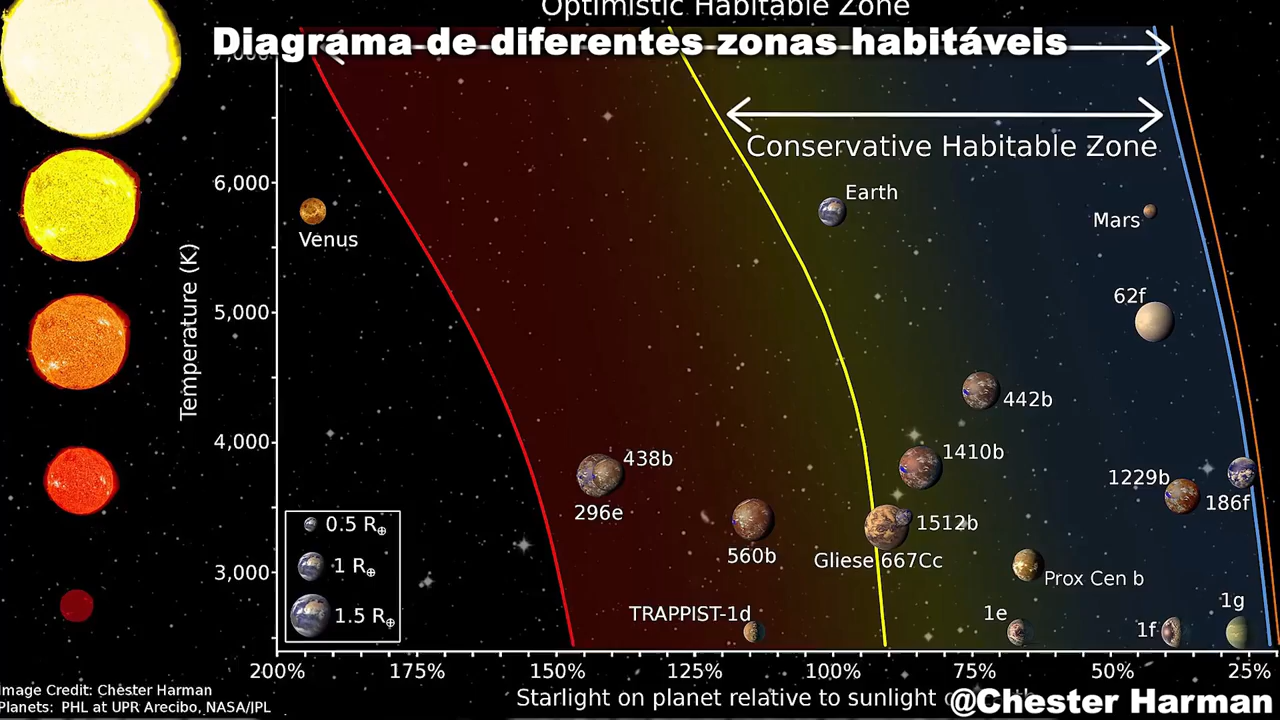 Optimistic Habitable Zone
Diagrama de diferentes zonas habitáveis
Conservative Habitable Zone
6,000
Earth
Mars
Venus
Temperature (K)
62f
5,000
442b
4,000
438b
1410b
296e
1229b
186f
0.5 R⊕
1512b
560b
Gliese 667Cc
1 R⊕
3,000
Prox Cen b
1.5 R⊕
TRAPPIST-1d
1e
1f
1g
200% 175% 150% 125% 100% 75% 50% 25%
Starlight on planet relative to sunlight
@Chester Harman
Image Credit: Chester Harman
Planets: PHL at UPR Arecibo, NASA/JPL